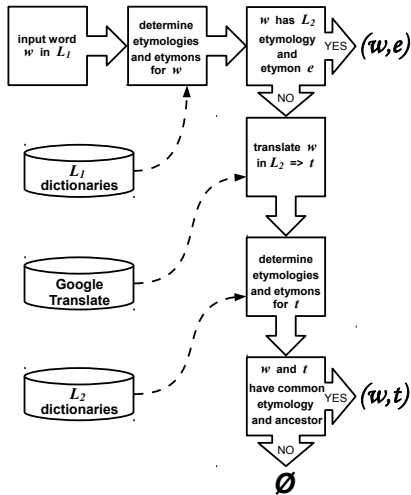 input word
w in L1
determine
etymologies
and etymons
for w
w has L2
etymology
and
etymon e
YES
(w,e)
NO
L1
dictionaries
translate w
in L2 => t
Google
Translate
determine
etymologies
and etymons
for t
L2
dictionaries
w and t
have common
etymology
and ancestor
YES
(w,t)
NO
Ø